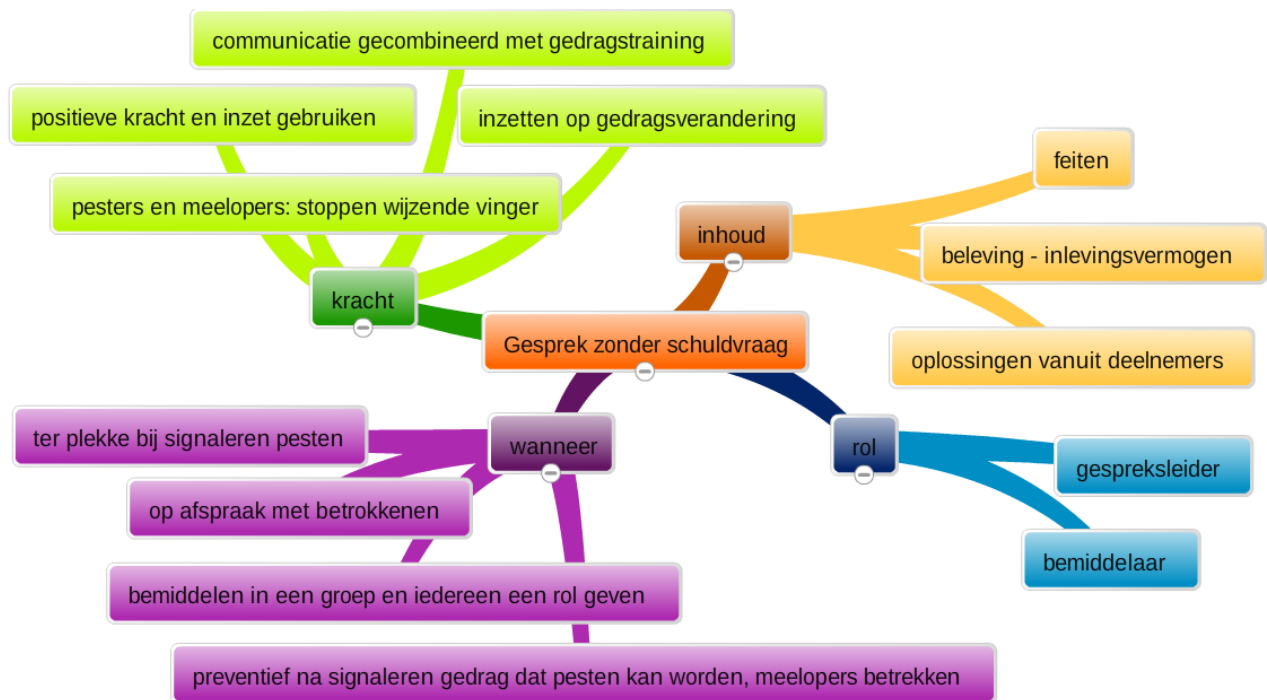 communicatie gecombineerd met gedragstraining
positieve kracht en inzet gebruiken
inzetten op gedragsverandering
pesters en meelopers: stoppen wijzende vinger
kracht
Gesprek zonder schuldvraag
inhoud
feiten
beleving - inlevingsvermogen
oplossingen vanuit deelnemers
wanneer
ter plekke bij signaleren pesten
op afspraak met betrokkenen
bemiddelen in een groep en iedereen een rol geven
preventief na signaleren gedrag dat pesten kan worden, meelopers betrekken
rol
gespreksleider
bemiddelaar